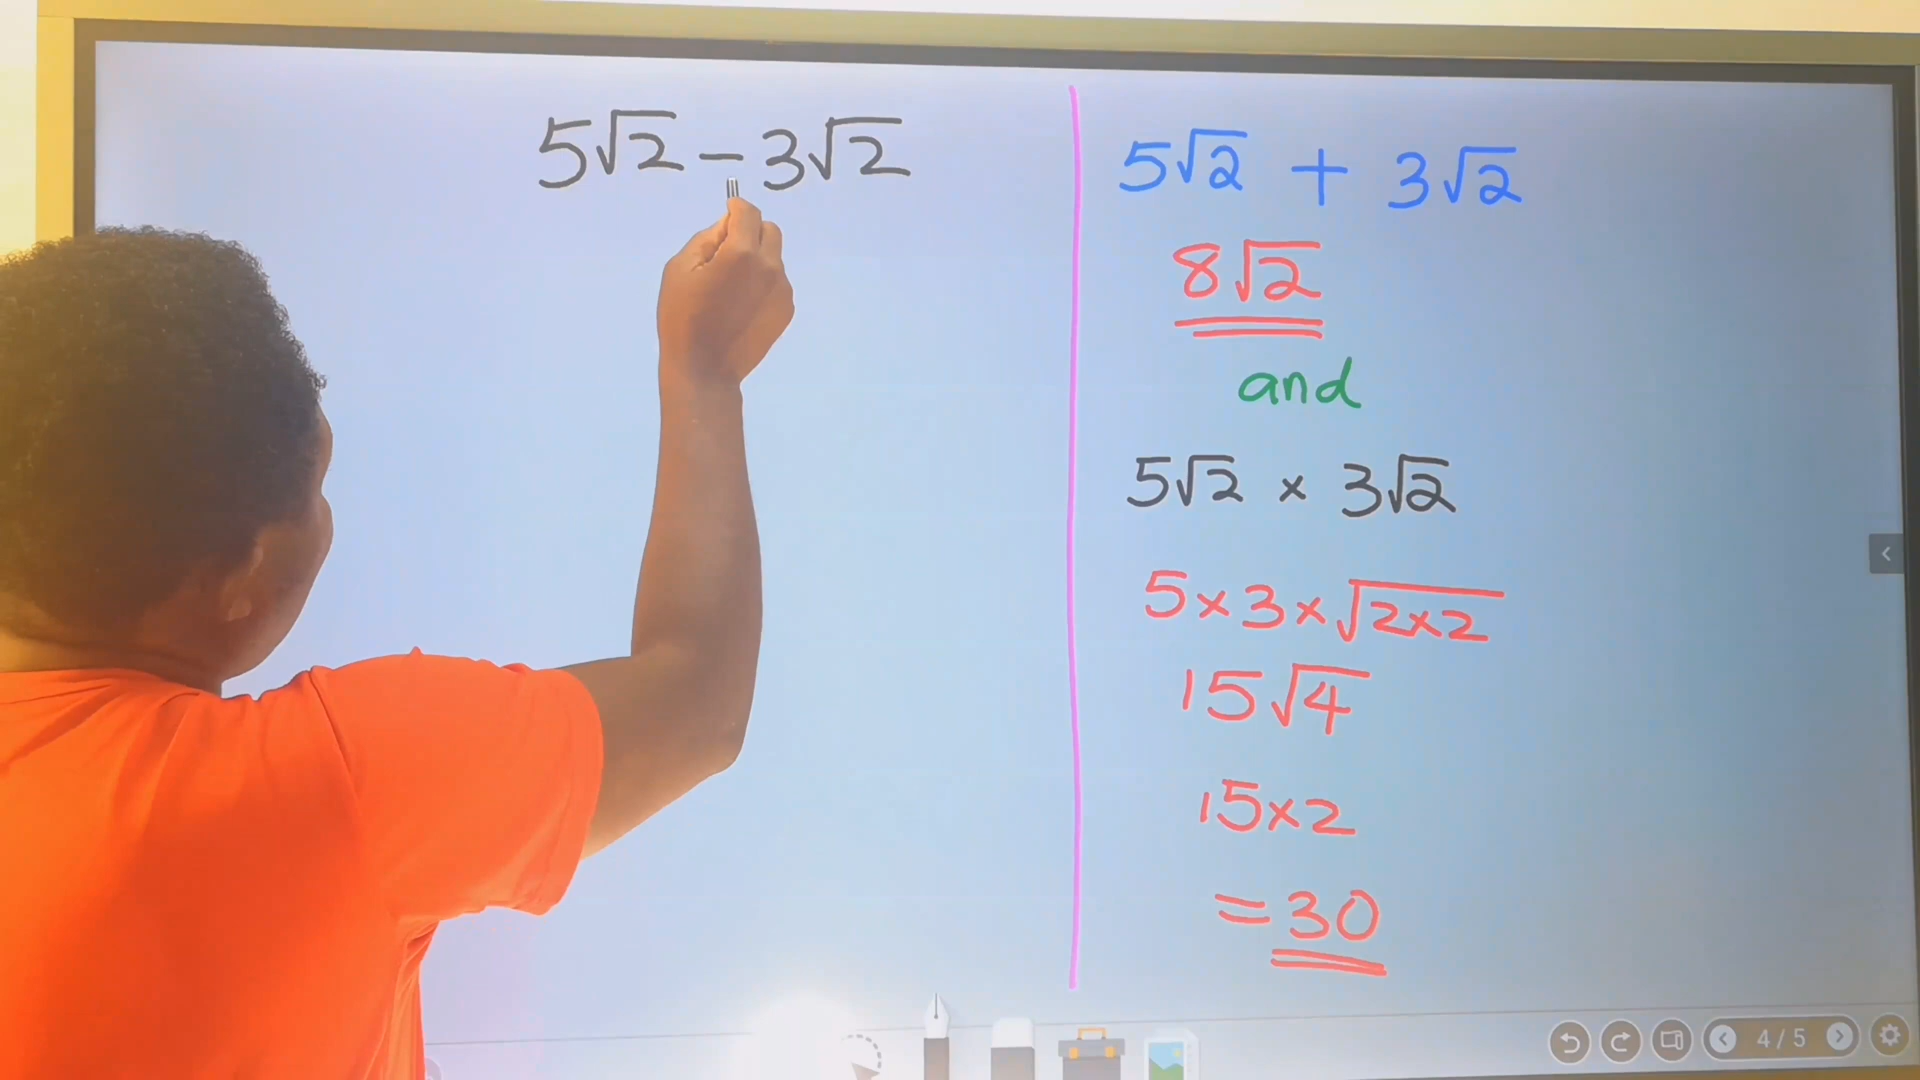 5√2 − 3√2
5√2 + 3√2
8√2
and
5√2 × 3√2
5×3×√2×2
15√4
15×2
=30
4/5